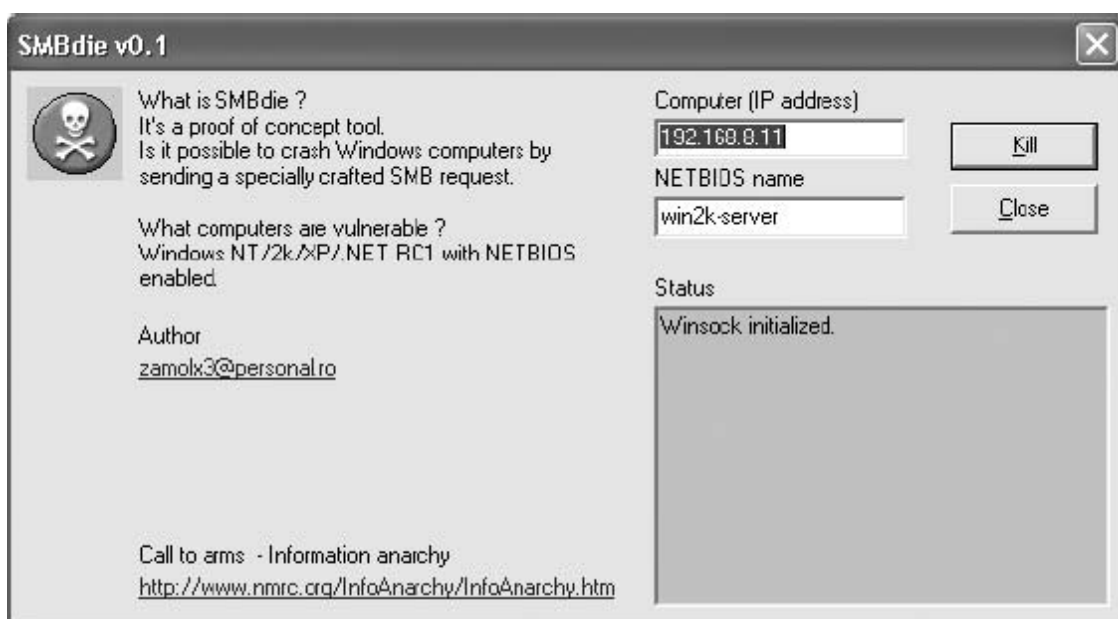 SMBdie v0.1
What is SMBdie ?
It's a proof of concept tool.
Is it possible to crash Windows computers by
sending a specially crafted SMB request.
What computers are vulnerable ?
Windows NT/2k/XP/.NET RC1 with NETBIOS
enabled.
Author
zamolx3@personal.ro
Call to arms - Information anarchy
http://www.nmrc.org/InfoAnarchy/InfoAnarchy.htm
Computer (IP address)
192.168.8.11
Kill
NETBIOS name
win2k-server
Close
Status
Winsock initialized.